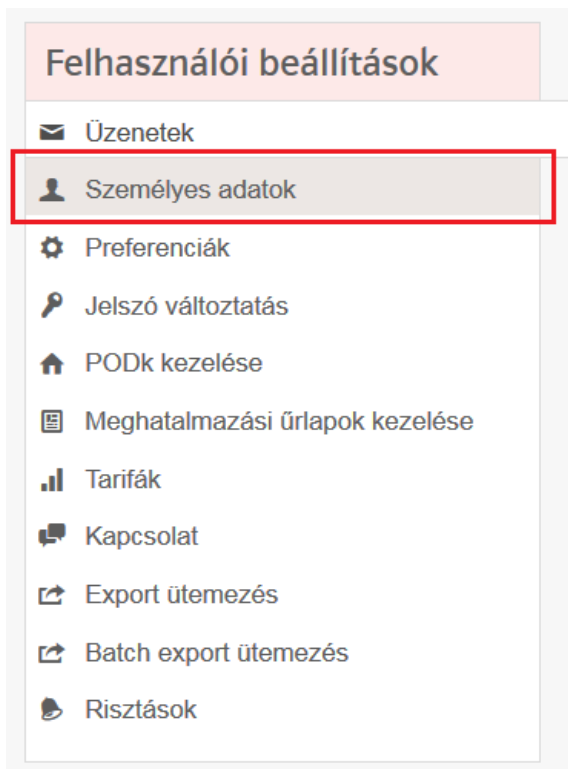 Felhasználói beállítások
Üzenetek
Személyes adatok
Preferenciák
Jelszó változtatás
PODk kezelése
Meghatalmazási űrlapok kezelése
Tarifák
Kapcsolat
Export ütemezés
Batch export ütemezés
Risztások